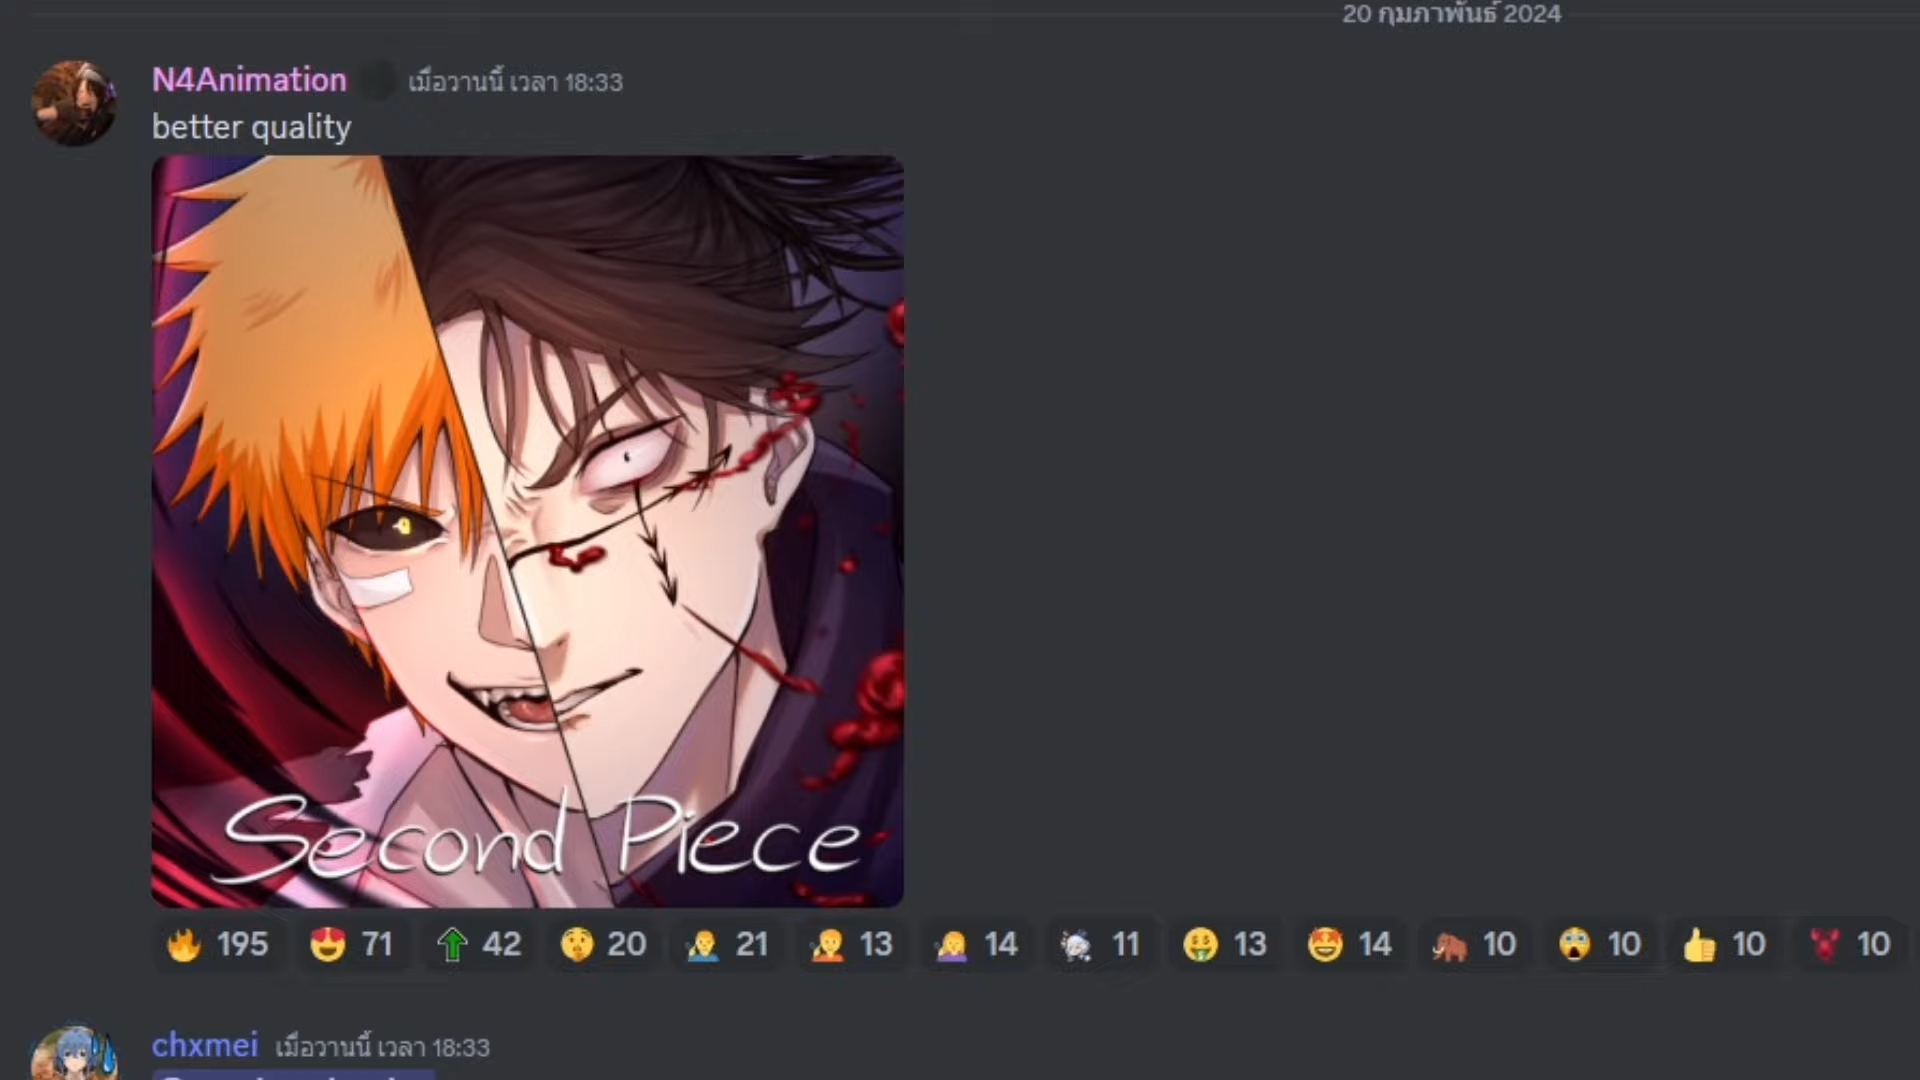 20 กุมภาพันธ์ 2024
N4Animation เมื่อวานนี้ เวลา 18:33
better quality
Second Piece
195 71 42 20 21 13 14 11 13 14 10 10 10 10
chxmei เมื่อวานนี้ เวลา 18:33